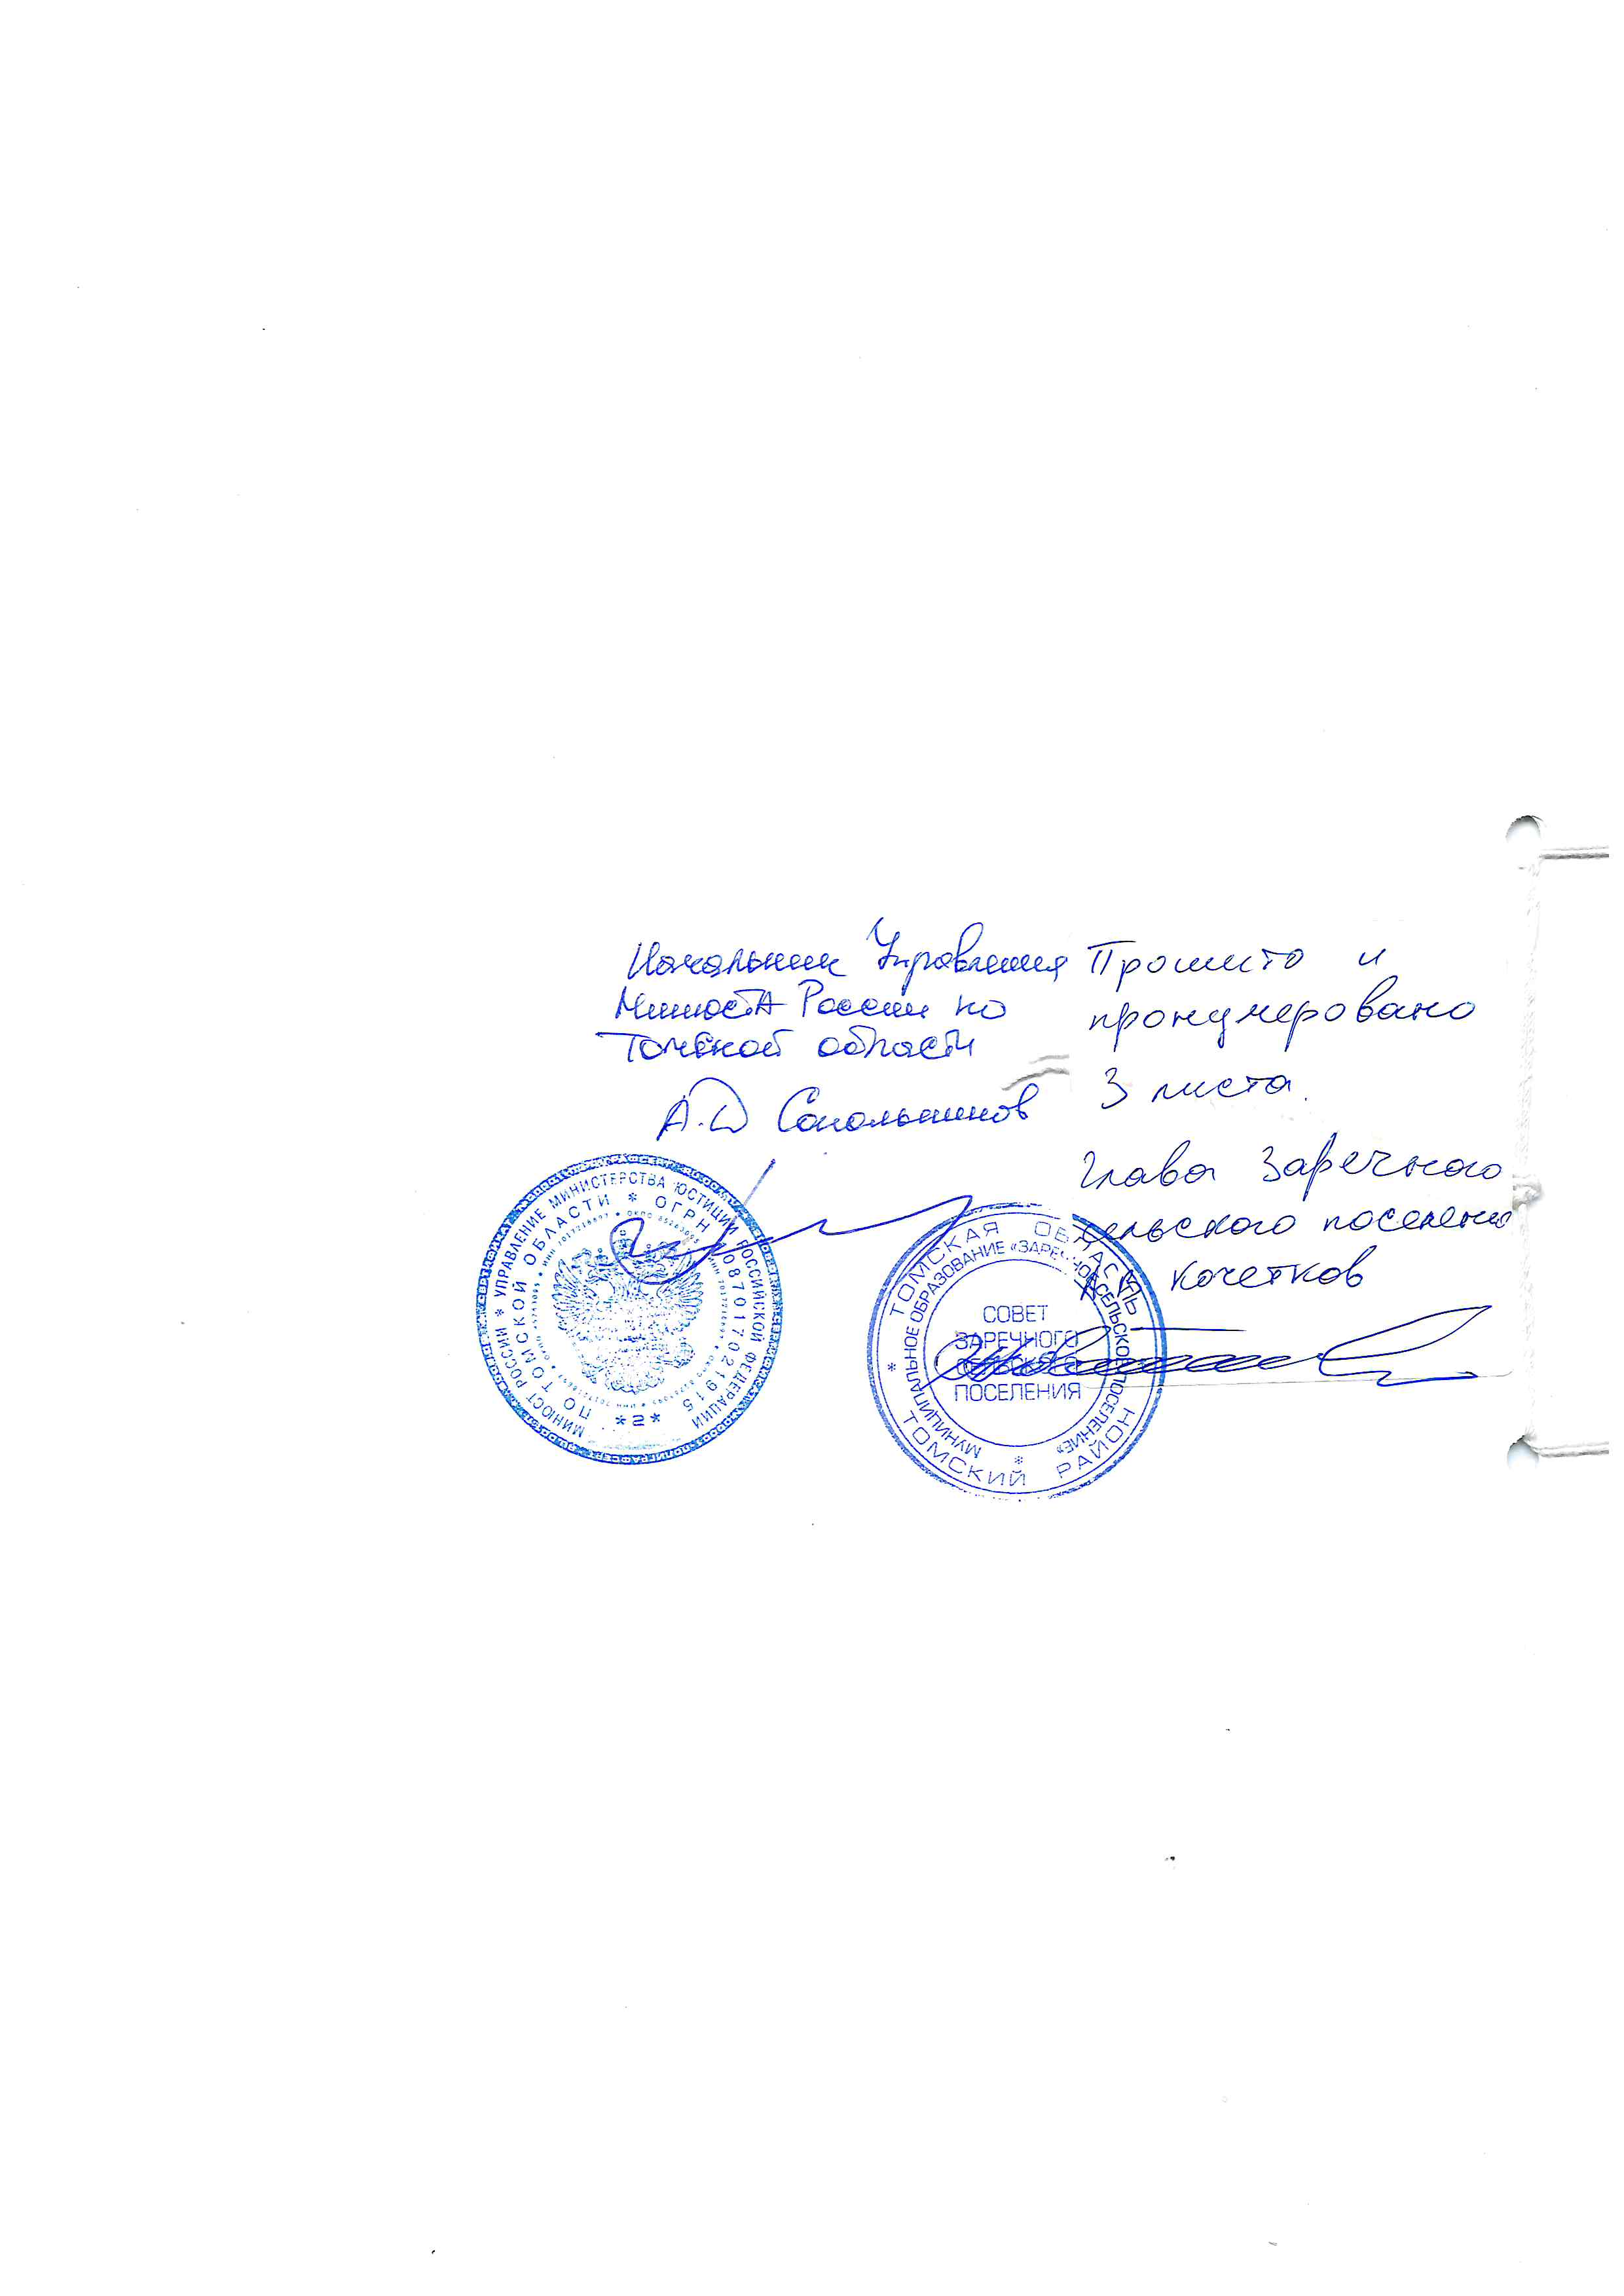 Начальник Управления
Минюста России по
Томской области
А.Д Сокольников
Прошито и
пронумеровано
3 листа.
Глава Заречного
сельского поселения
Кочетков
МИНЮСТ РОССИИ * УПРАВЛЕНИЕ МИНИСТЕРСТВА ЮСТИЦИИ РОССИЙСКОЙ ФЕДЕРАЦИИ
ПО ТОМСКОЙ ОБЛАСТИ * ОГРН 1087017021915
*2*
* ТОМСКАЯ ОБЛАСТЬ
ТОМСКИЙ РАЙОН
* МУНИЦИПАЛЬНОЕ ОБРАЗОВАНИЕ «ЗАРЕЧНОЕ СЕЛЬСКОЕ ПОСЕЛЕНИЕ»
СОВЕТ
ЗАРЕЧНОГО
СЕЛЬСКОГО
ПОСЕЛЕНИЯ